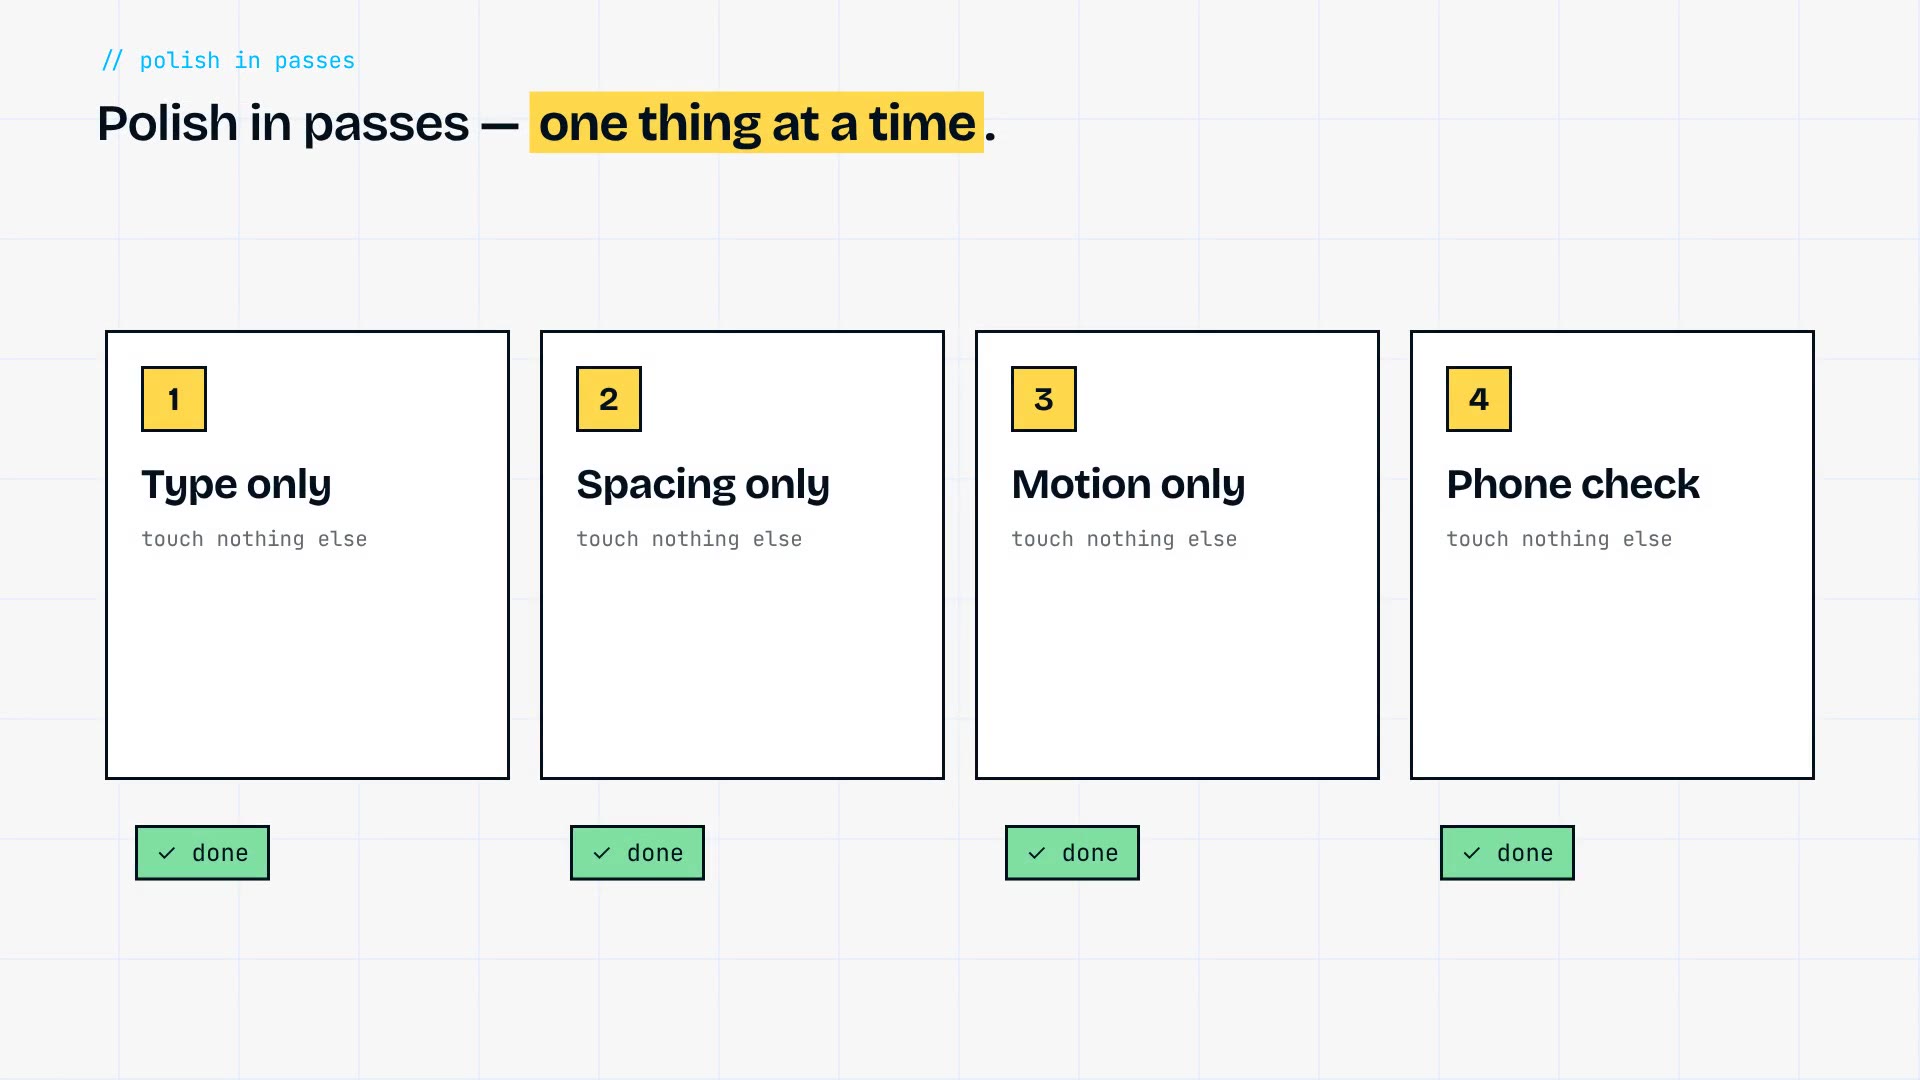 // polish in passes
Polish in passes — one thing at a time.
1
Type only
touch nothing else
✓ done
2
Spacing only
touch nothing else
✓ done
3
Motion only
touch nothing else
✓ done
4
Phone check
touch nothing else
✓ done